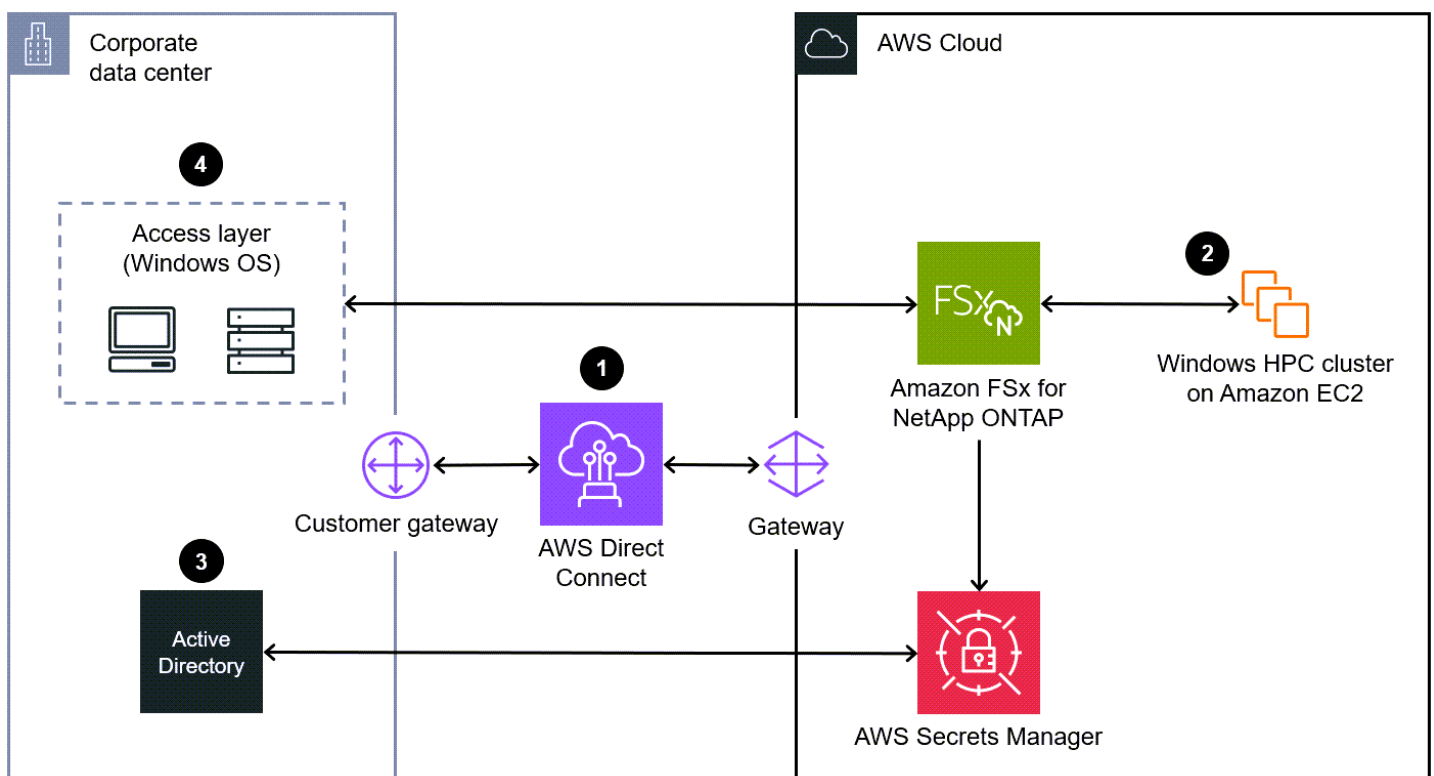 Corporate
data center
AWS Cloud
4
Access layer
(Windows OS)
2
FSx
N
Windows HPC cluster
on Amazon EC2
1
Amazon FSx for
NetApp ONTAP
Customer gateway
Gateway
AWS Direct
Connect
3
Active
Directory
AWS Secrets Manager